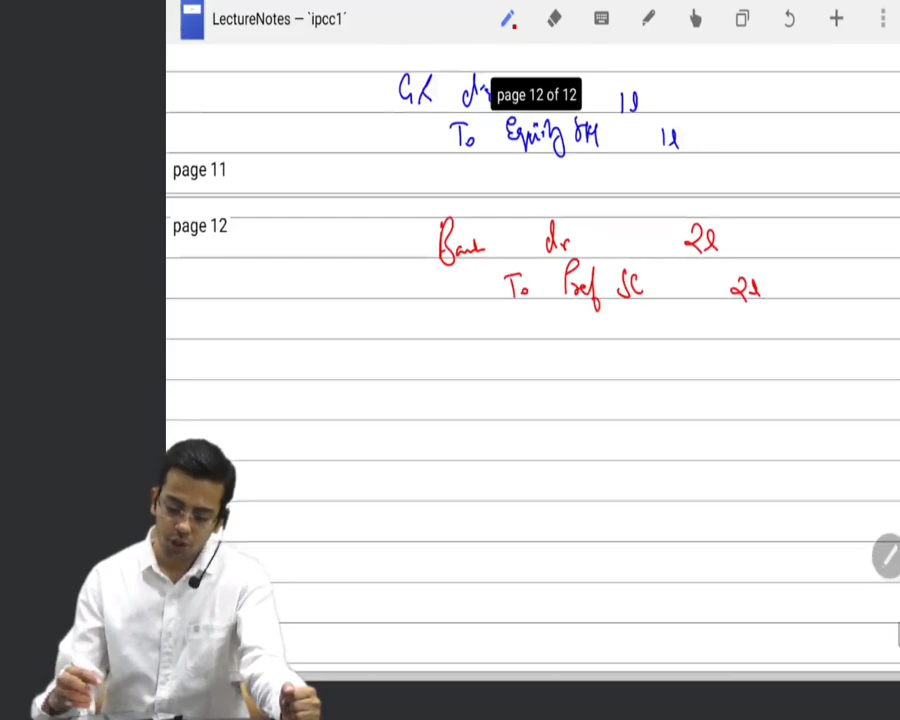 LectureNotes – `ipcc1´
GL dr 1l
page 12 of 12
To Equity SH 1l
page 11
page 12
Bank dr 2l
To Pref SC 2l